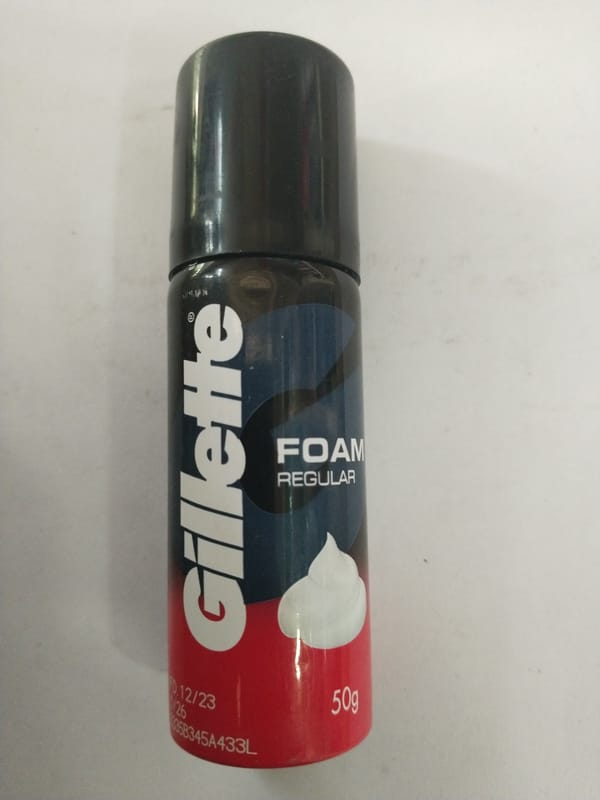 Gillette®
FOAM
REGULAR
50g
12/23
/26
35B345A433L